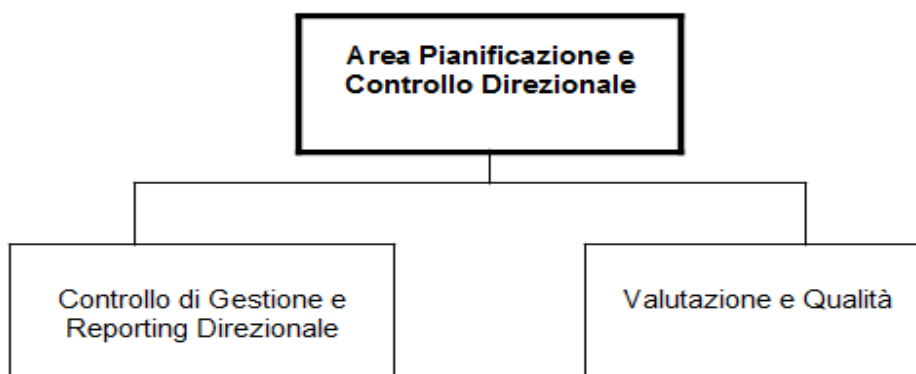 Area Pianificazione e
Controllo Direzionale
Controllo di Gestione e
Reporting Direzionale
Valutazione e Qualità